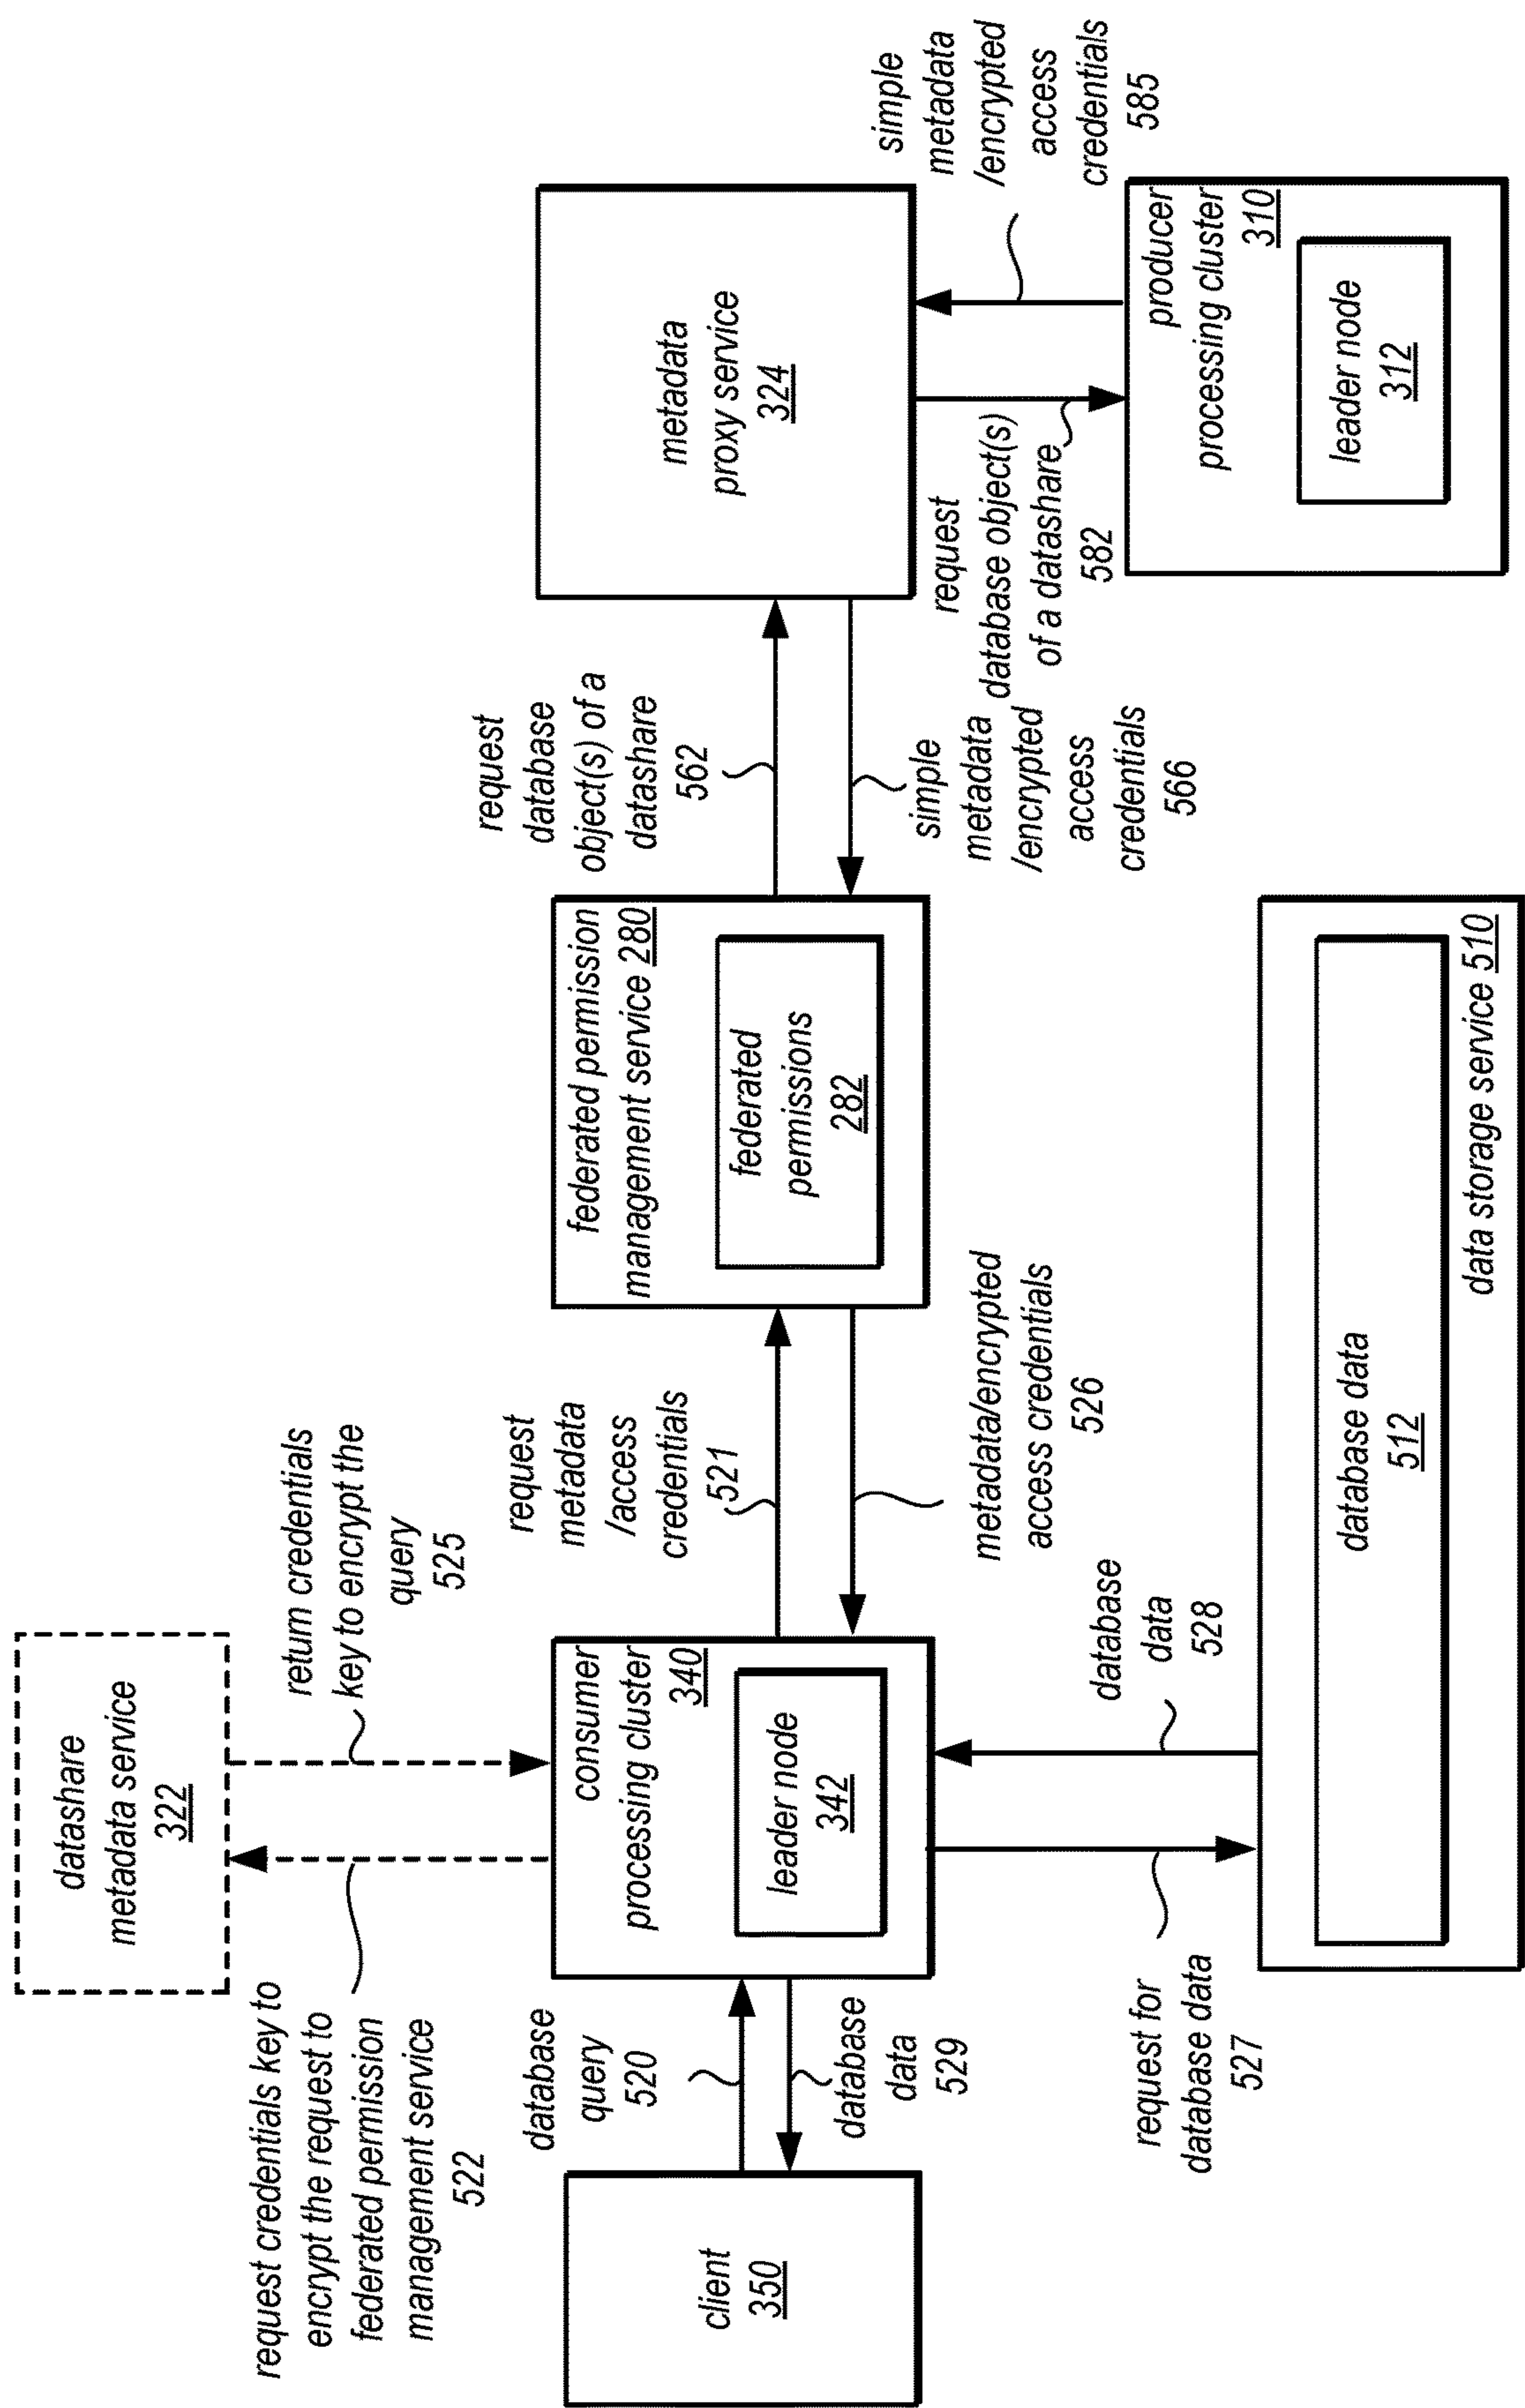 datashare
metadata service
322
request credentials key to
encrypt the request to
federated permission
management service
522
return credentials
key to encrypt the
query
525
client
350
database
query
520
database
data
529
consumer
processing cluster
340
leader node
342
request
metadata
/access
credentials
521
metadata/encrypted
access credentials
526
federated permission
management service 280
federated
permissions
282
request
database
object(s) of a
datashare
562
simple
metadata
/encrypted
access
credentials
566
metadata
proxy service
324
request
database object(s)
of a datashare
582
simple
metadata
/encrypted
access
credentials
585
producer
processing cluster
310
leader node
312
request for
database data
527
database
data
528
database data
512
data storage service 510